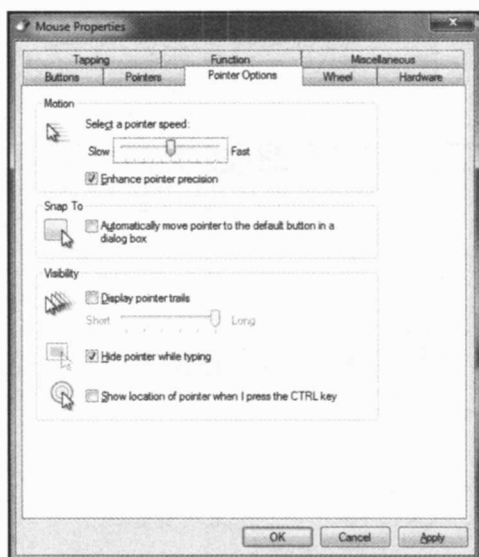 Mouse Properties
Tapping Function Miscellaneous
Buttons Pointers Pointer Options Wheel Hardware
Motion
Select a pointer speed:
Slow Fast
Enhance pointer precision
Snap To
Automatically move pointer to the default button in a
dialog box
Visibility
Display pointer trails
Short Long
Hide pointer while typing
Show location of pointer when I press the CTRL key
OK Cancel Apply